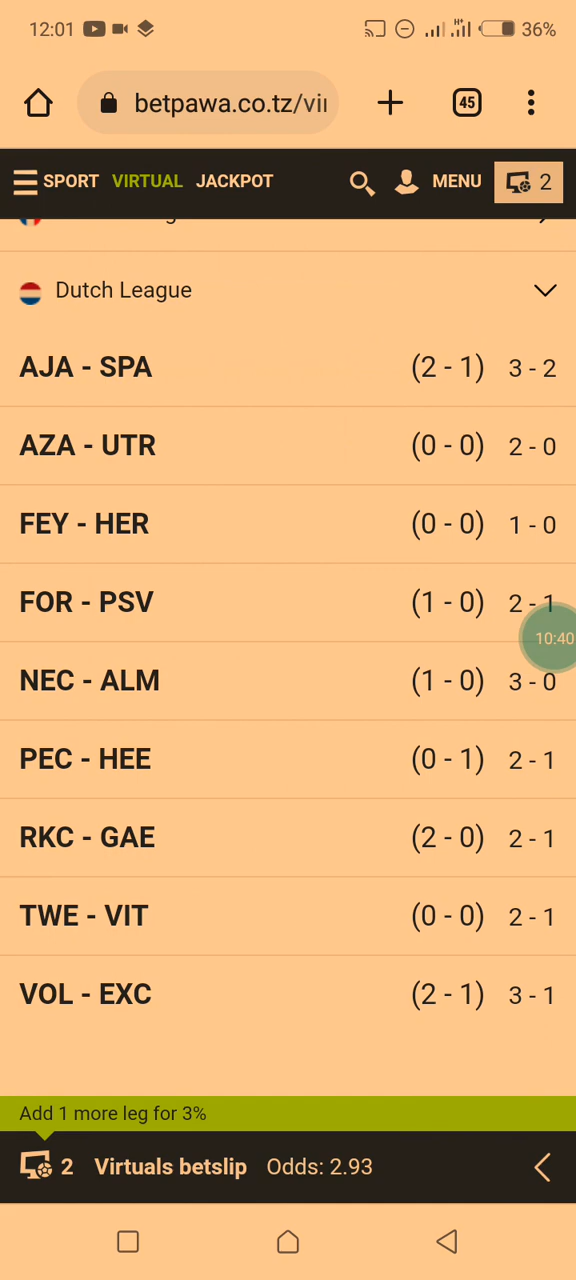 12:01 H+ 36%
betpawa.co.tz/vir 45
SPORT VIRTUAL JACKPOT MENU 2
Dutch League
AJA - SPA (2 - 1) 3 - 2
AZA - UTR (0 - 0) 2 - 0
FEY - HER (0 - 0) 1 - 0
FOR - PSV (1 - 0) 2 - 1
10:40
NEC - ALM (1 - 0) 3 - 0
PEC - HEE (0 - 1) 2 - 1
RKC - GAE (2 - 0) 2 - 1
TWE - VIT (0 - 0) 2 - 1
VOL - EXC (2 - 1) 3 - 1
Add 1 more leg for 3%
2 Virtuals betslip Odds: 2.93